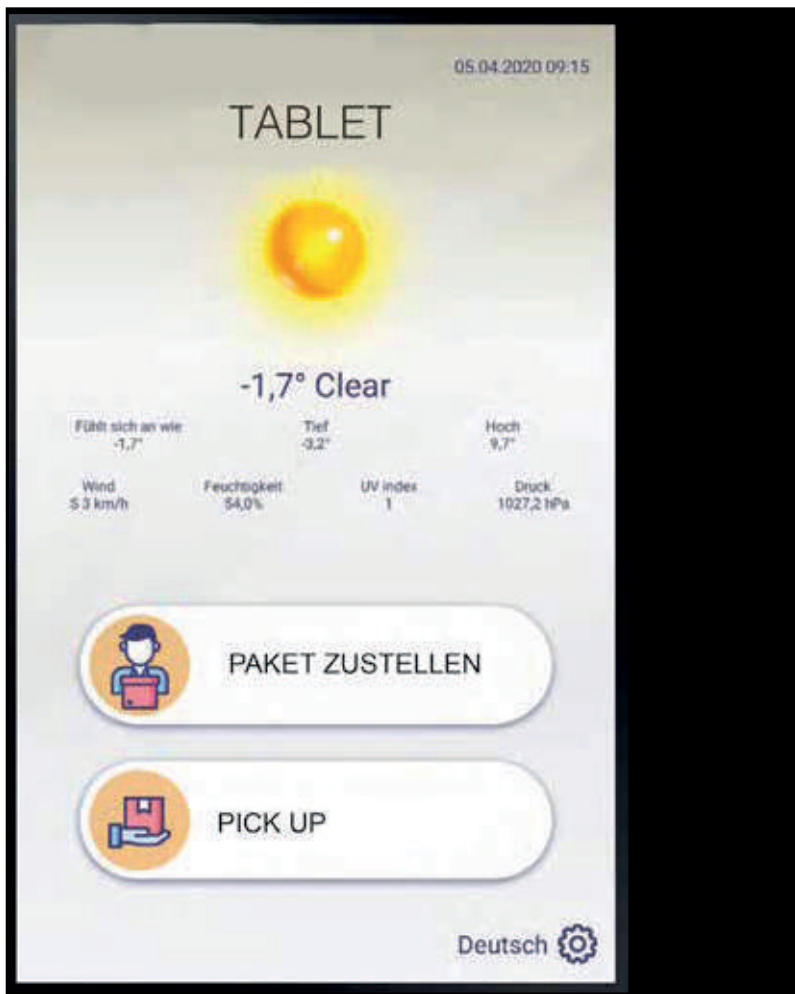 05.04.2020 09:15
TABLET
-1,7° Clear
Fühlt sich an wie
-1,7°
Tief
-3,2°
Hoch
9,7°
Wind
S 3 km/h
Feuchtigkeit
54,0%
UV index
1
Druck
1027,2 hPa
PAKET ZUSTELLEN
PICK UP
Deutsch